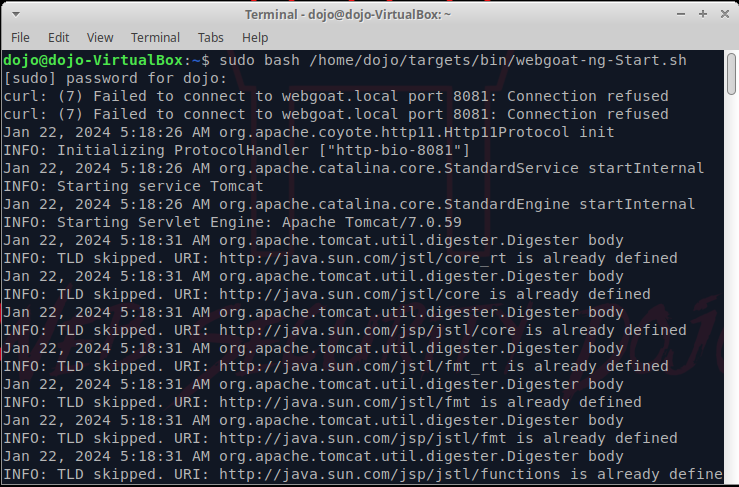 Terminal - dojo@dojo-VirtualBox: ~
File Edit View Terminal Tabs Help
dojo@dojo-VirtualBox:~$ sudo bash /home/dojo/targets/bin/webgoat-ng-Start.sh
[sudo] password for dojo:
curl: (7) Failed to connect to webgoat.local port 8081: Connection refused
curl: (7) Failed to connect to webgoat.local port 8081: Connection refused
Jan 22, 2024 5:18:26 AM org.apache.coyote.http11.Http11Protocol init
INFO: Initializing ProtocolHandler ["http-bio-8081"]
Jan 22, 2024 5:18:26 AM org.apache.catalina.core.StandardService startInternal
INFO: Starting service Tomcat
Jan 22, 2024 5:18:26 AM org.apache.catalina.core.StandardEngine startInternal
INFO: Starting Servlet Engine: Apache Tomcat/7.0.59
Jan 22, 2024 5:18:31 AM org.apache.tomcat.util.digester.Digester body
INFO: TLD skipped. URI: http://java.sun.com/jstl/core_rt is already defined
Jan 22, 2024 5:18:31 AM org.apache.tomcat.util.digester.Digester body
INFO: TLD skipped. URI: http://java.sun.com/jstl/core is already defined
Jan 22, 2024 5:18:31 AM org.apache.tomcat.util.digester.Digester body
INFO: TLD skipped. URI: http://java.sun.com/jsp/jstl/core is already defined
Jan 22, 2024 5:18:31 AM org.apache.tomcat.util.digester.Digester body
INFO: TLD skipped. URI: http://java.sun.com/jstl/fmt_rt is already defined
Jan 22, 2024 5:18:31 AM org.apache.tomcat.util.digester.Digester body
INFO: TLD skipped. URI: http://java.sun.com/jstl/fmt is already defined
Jan 22, 2024 5:18:31 AM org.apache.tomcat.util.digester.Digester body
INFO: TLD skipped. URI: http://java.sun.com/jsp/jstl/fmt is already defined
Jan 22, 2024 5:18:31 AM org.apache.tomcat.util.digester.Digester body
INFO: TLD skipped. URI: http://java.sun.com/jsp/jstl/functions is already define